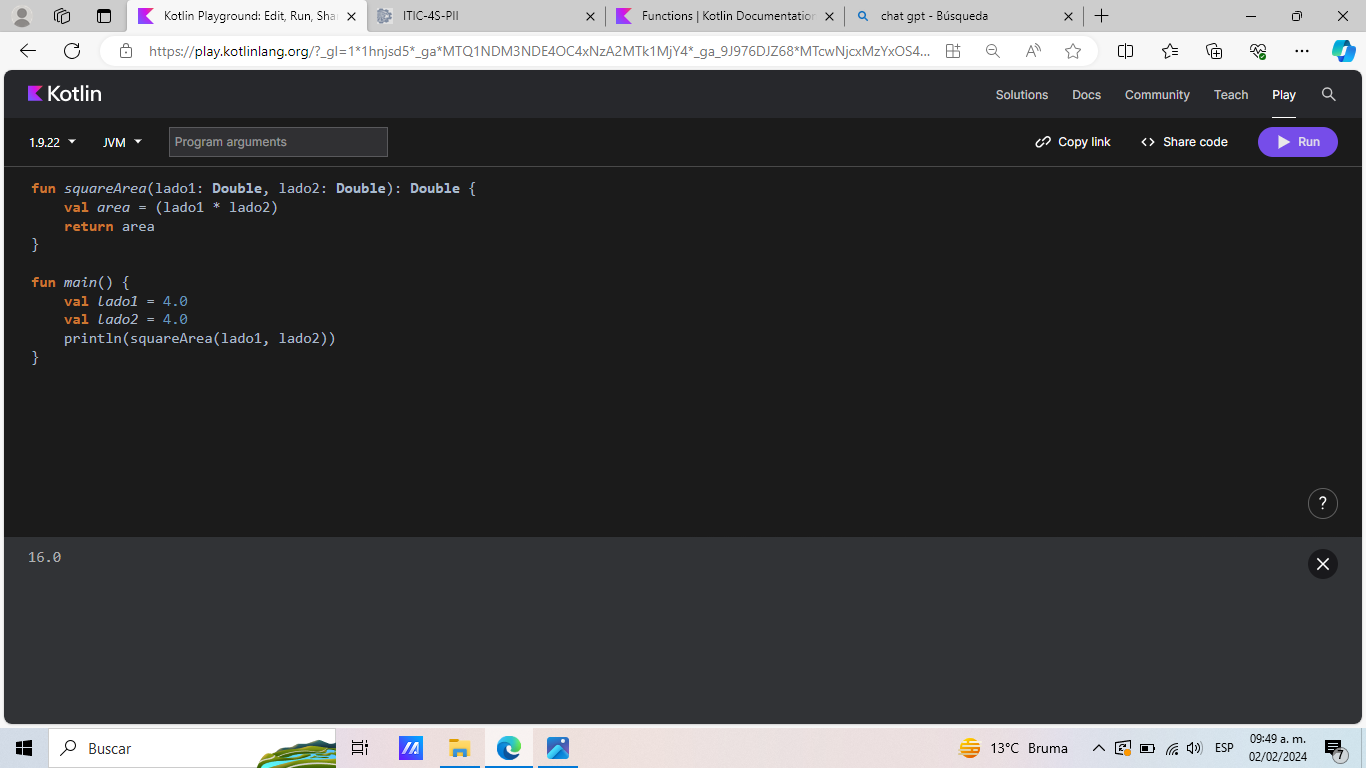 Kotlin Playground: Edit, Run, Sha
ITIC-4S-PII
Functions | Kotlin Documentation
chat gpt - Búsqueda
https://play.kotlinlang.org/?_gl=1*1hnjsd5*_ga*MTQ1NDM3NDE4OC4xNzA2MTk1MjY4*_ga_9J976DJZ68*MTcwNjcxMzYxOS4...
Kotlin
Solutions
Docs
Community
Teach
Play
1.9.22
JVM
Program arguments
Copy link
<> Share code
Run
fun squareArea(lado1: Double, lado2: Double): Double {
    val area = (lado1 * lado2)
    return area
}
fun main() {
    val lado1 = 4.0
    val lado2 = 4.0
    println(squareArea(lado1, lado2))
}
?
16.0
Buscar
13°C Bruma
ESP
09:49 a. m.
02/02/2024
7